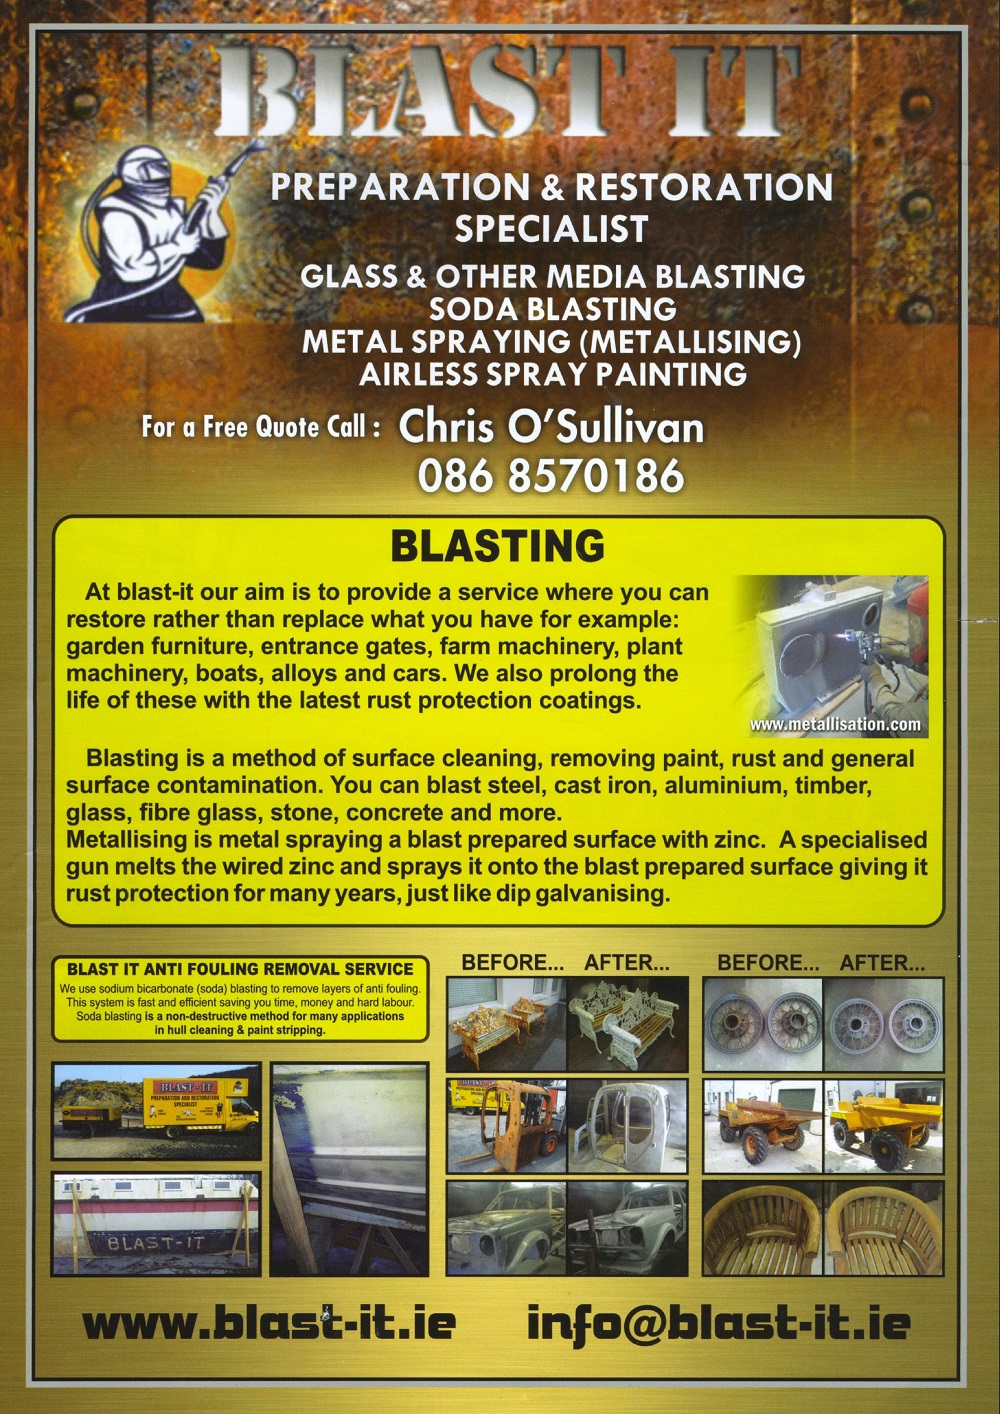 BLAST IT
PREPARATION & RESTORATION
SPECIALIST
GLASS & OTHER MEDIA BLASTING
SODA BLASTING
METAL SPRAYING (METALLISING)
AIRLESS SPRAY PAINTING
For a Free Quote Call : Chris O'Sullivan
086 8570186
BLASTING
At blast-it our aim is to provide a service where you can
restore rather than replace what you have for example:
garden furniture, entrance gates, farm machinery, plant
machinery, boats, alloys and cars. We also prolong the
life of these with the latest rust protection coatings.
www.metallisation.com
Blasting is a method of surface cleaning, removing paint, rust and general
surface contamination. You can blast steel, cast iron, aluminium, timber,
glass, fibre glass, stone, concrete and more.
Metallising is metal spraying a blast prepared surface with zinc. A specialised
gun melts the wired zinc and sprays it onto the blast prepared surface giving it
rust protection for many years, just like dip galvanising.
BLAST IT ANTI FOULING REMOVAL SERVICE
We use sodium bicarbonate (soda) blasting to remove layers of anti fouling.
This system is fast and efficient saving you time, money and hard labour.
Soda blasting is a non-destructive method for many applications
in hull cleaning & paint stripping.
BEFORE... AFTER...
BEFORE... AFTER...
BLAST-IT
PREPARATION AND RESTORATION
SPECIALIST
BLAST-IT
www.blast-it.ie
info@blast-it.ie